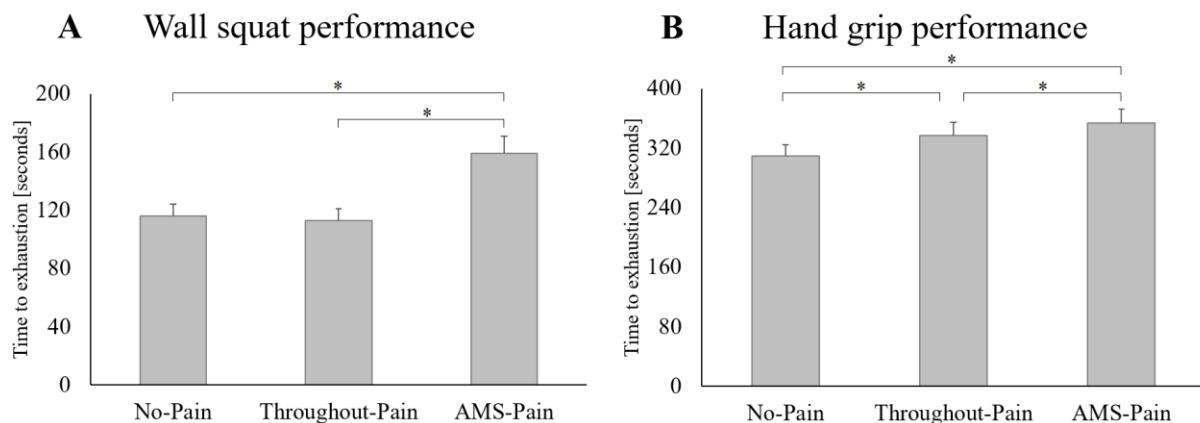 A Wall squat performance
Time to exhaustion [seconds]
200
160
120
80
40
0
*
*
No-Pain Throughout-Pain AMS-Pain
B Hand grip performance
Time to exhaustion [seconds]
400
320
240
160
80
0
*
* *
No-Pain Throughout-Pain AMS-Pain